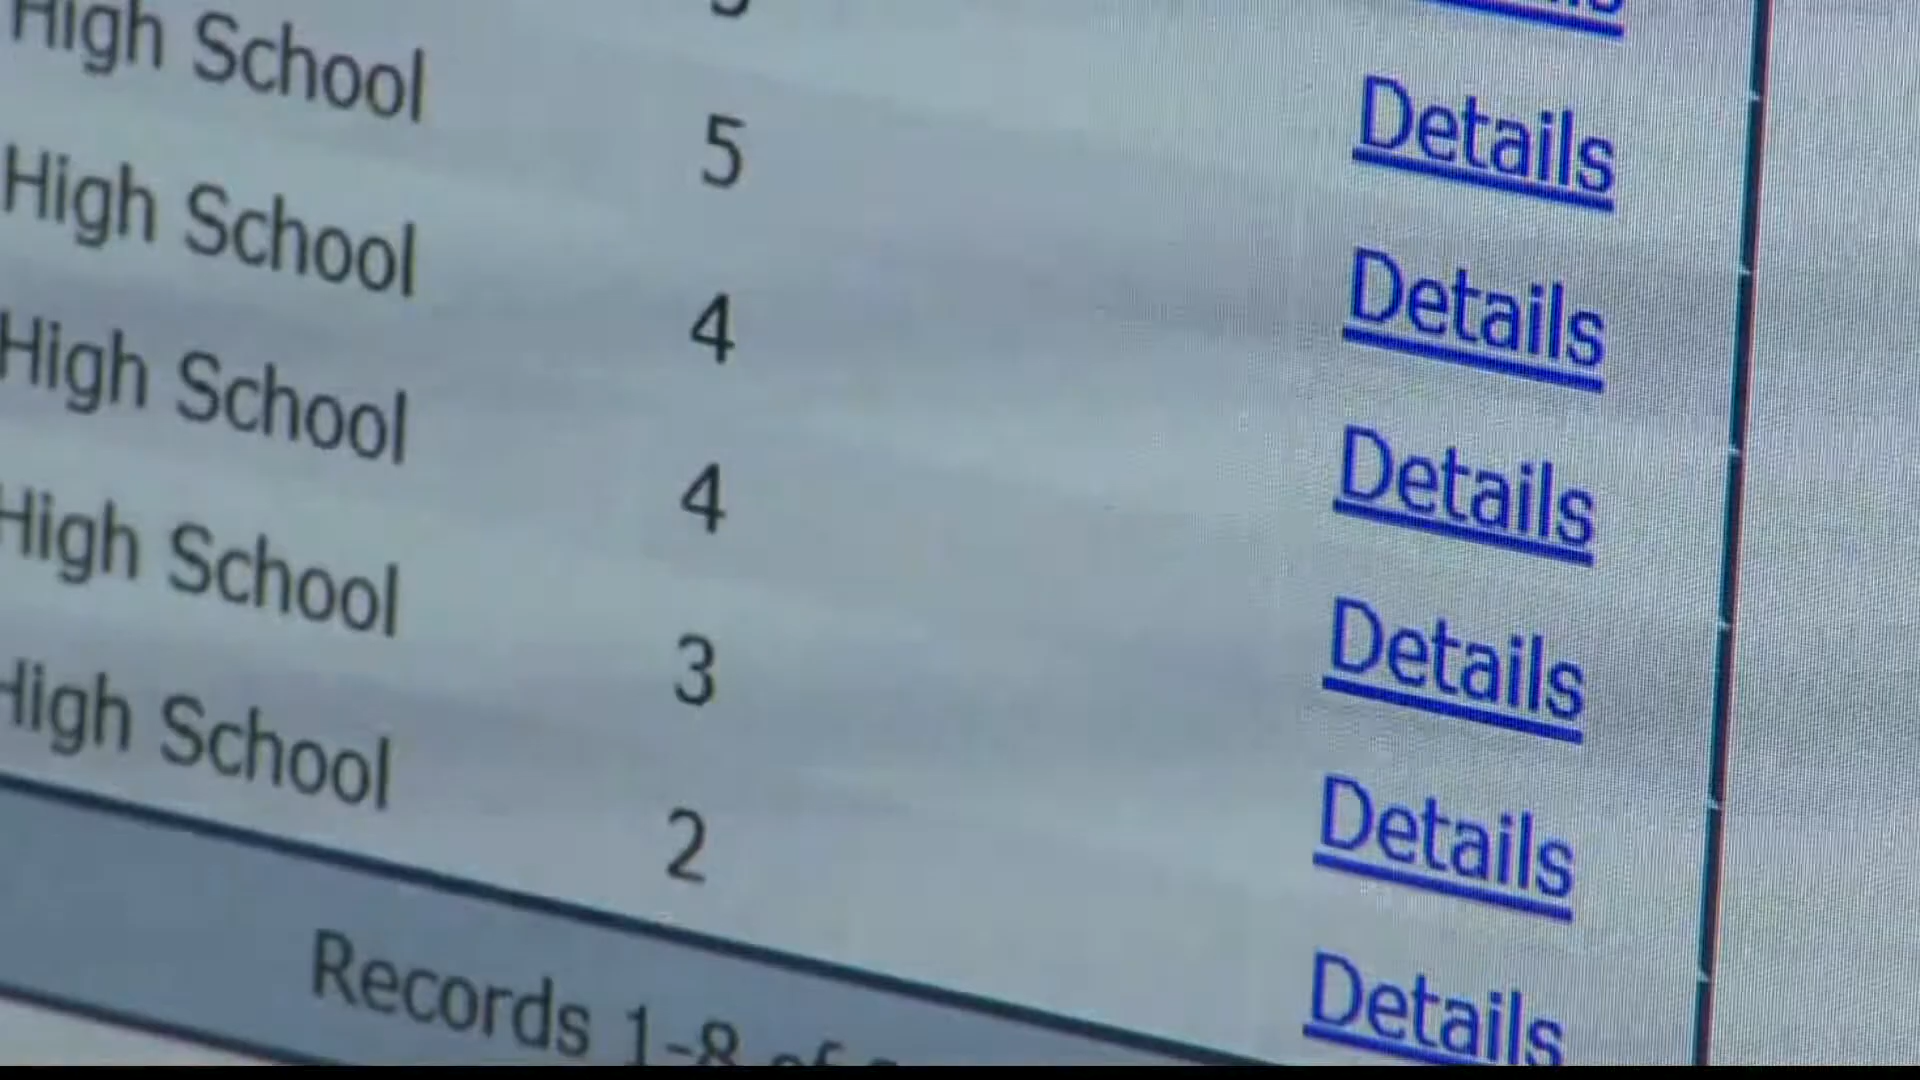 Details
High School 5 Details
High School 4 Details
High School 4 Details
High School 3 Details
High School 2 Details
Records 1-8 of